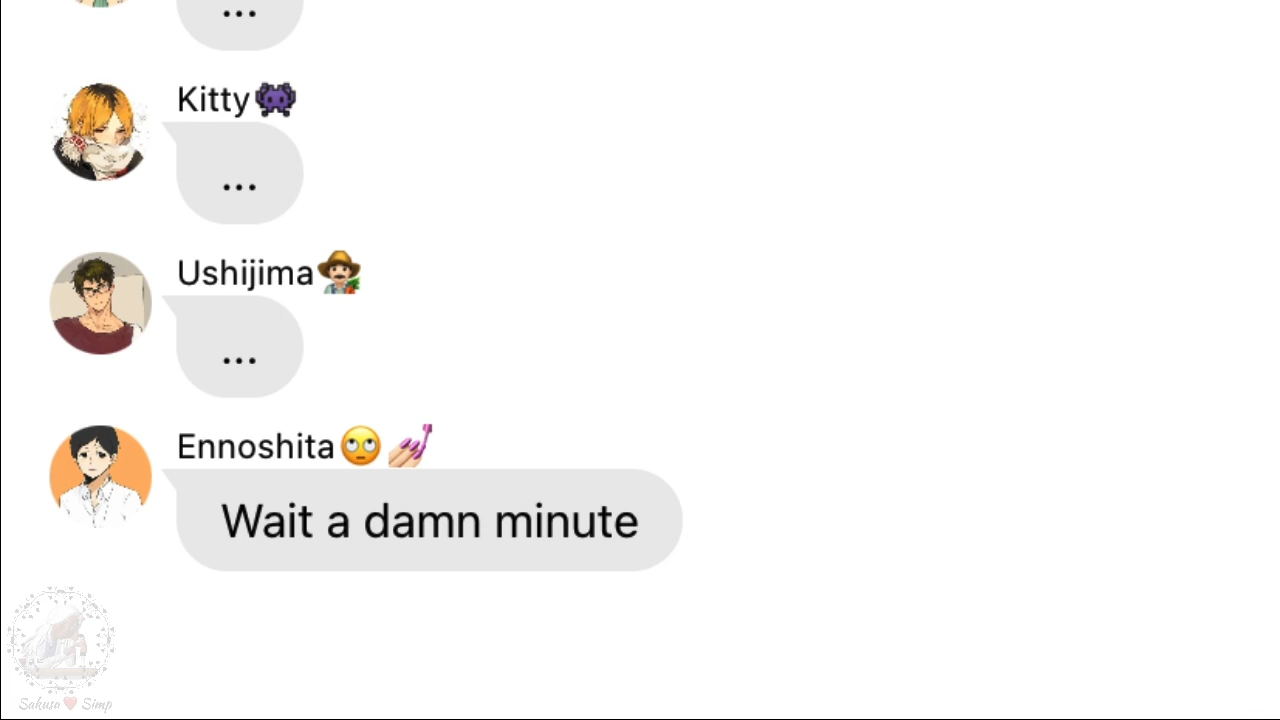 ...
Kitty👾
...
Ushijima👨🏻‍🌾
...
Ennoshita🙄💅🏼
Wait a damn minute
Sakusa❤️Simp